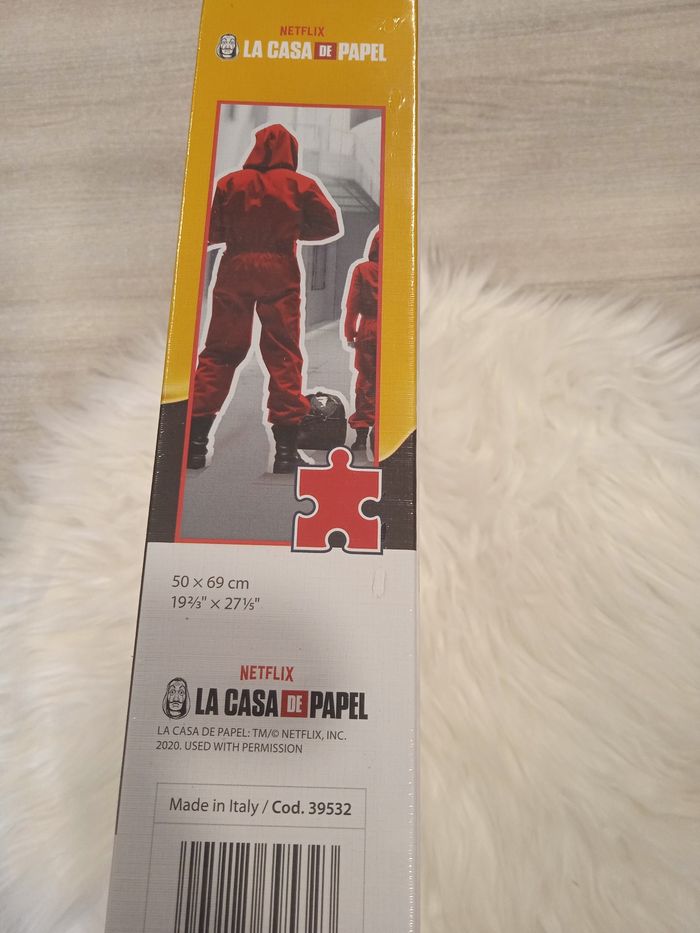 NETFLIX
LA CASA DE PAPEL
50 × 69 cm
19⅔" × 27⅕"
NETFLIX
LA CASA DE PAPEL
LA CASA DE PAPEL: TM/© NETFLIX, INC.
2020. USED WITH PERMISSION
Made in Italy / Cod. 39532